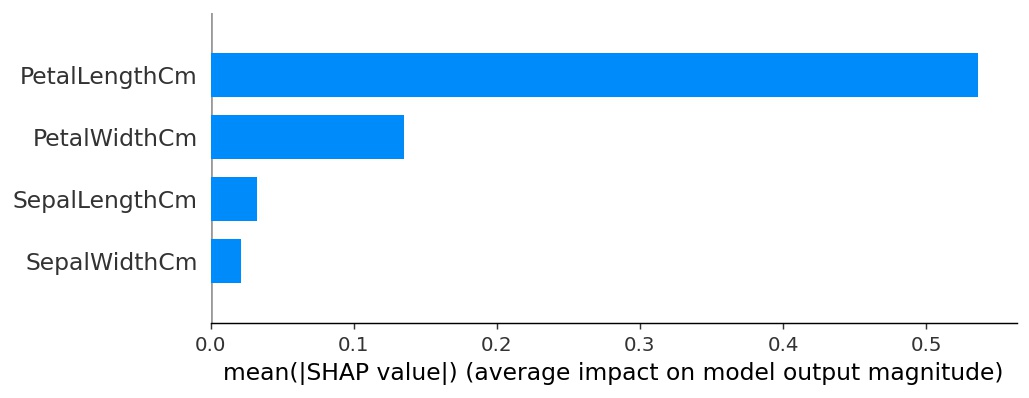 PetalLengthCm
PetalWidthCm
SepalLengthCm
SepalWidthCm
0.0 0.1 0.2 0.3 0.4 0.5
mean(|SHAP value|) (average impact on model output magnitude)